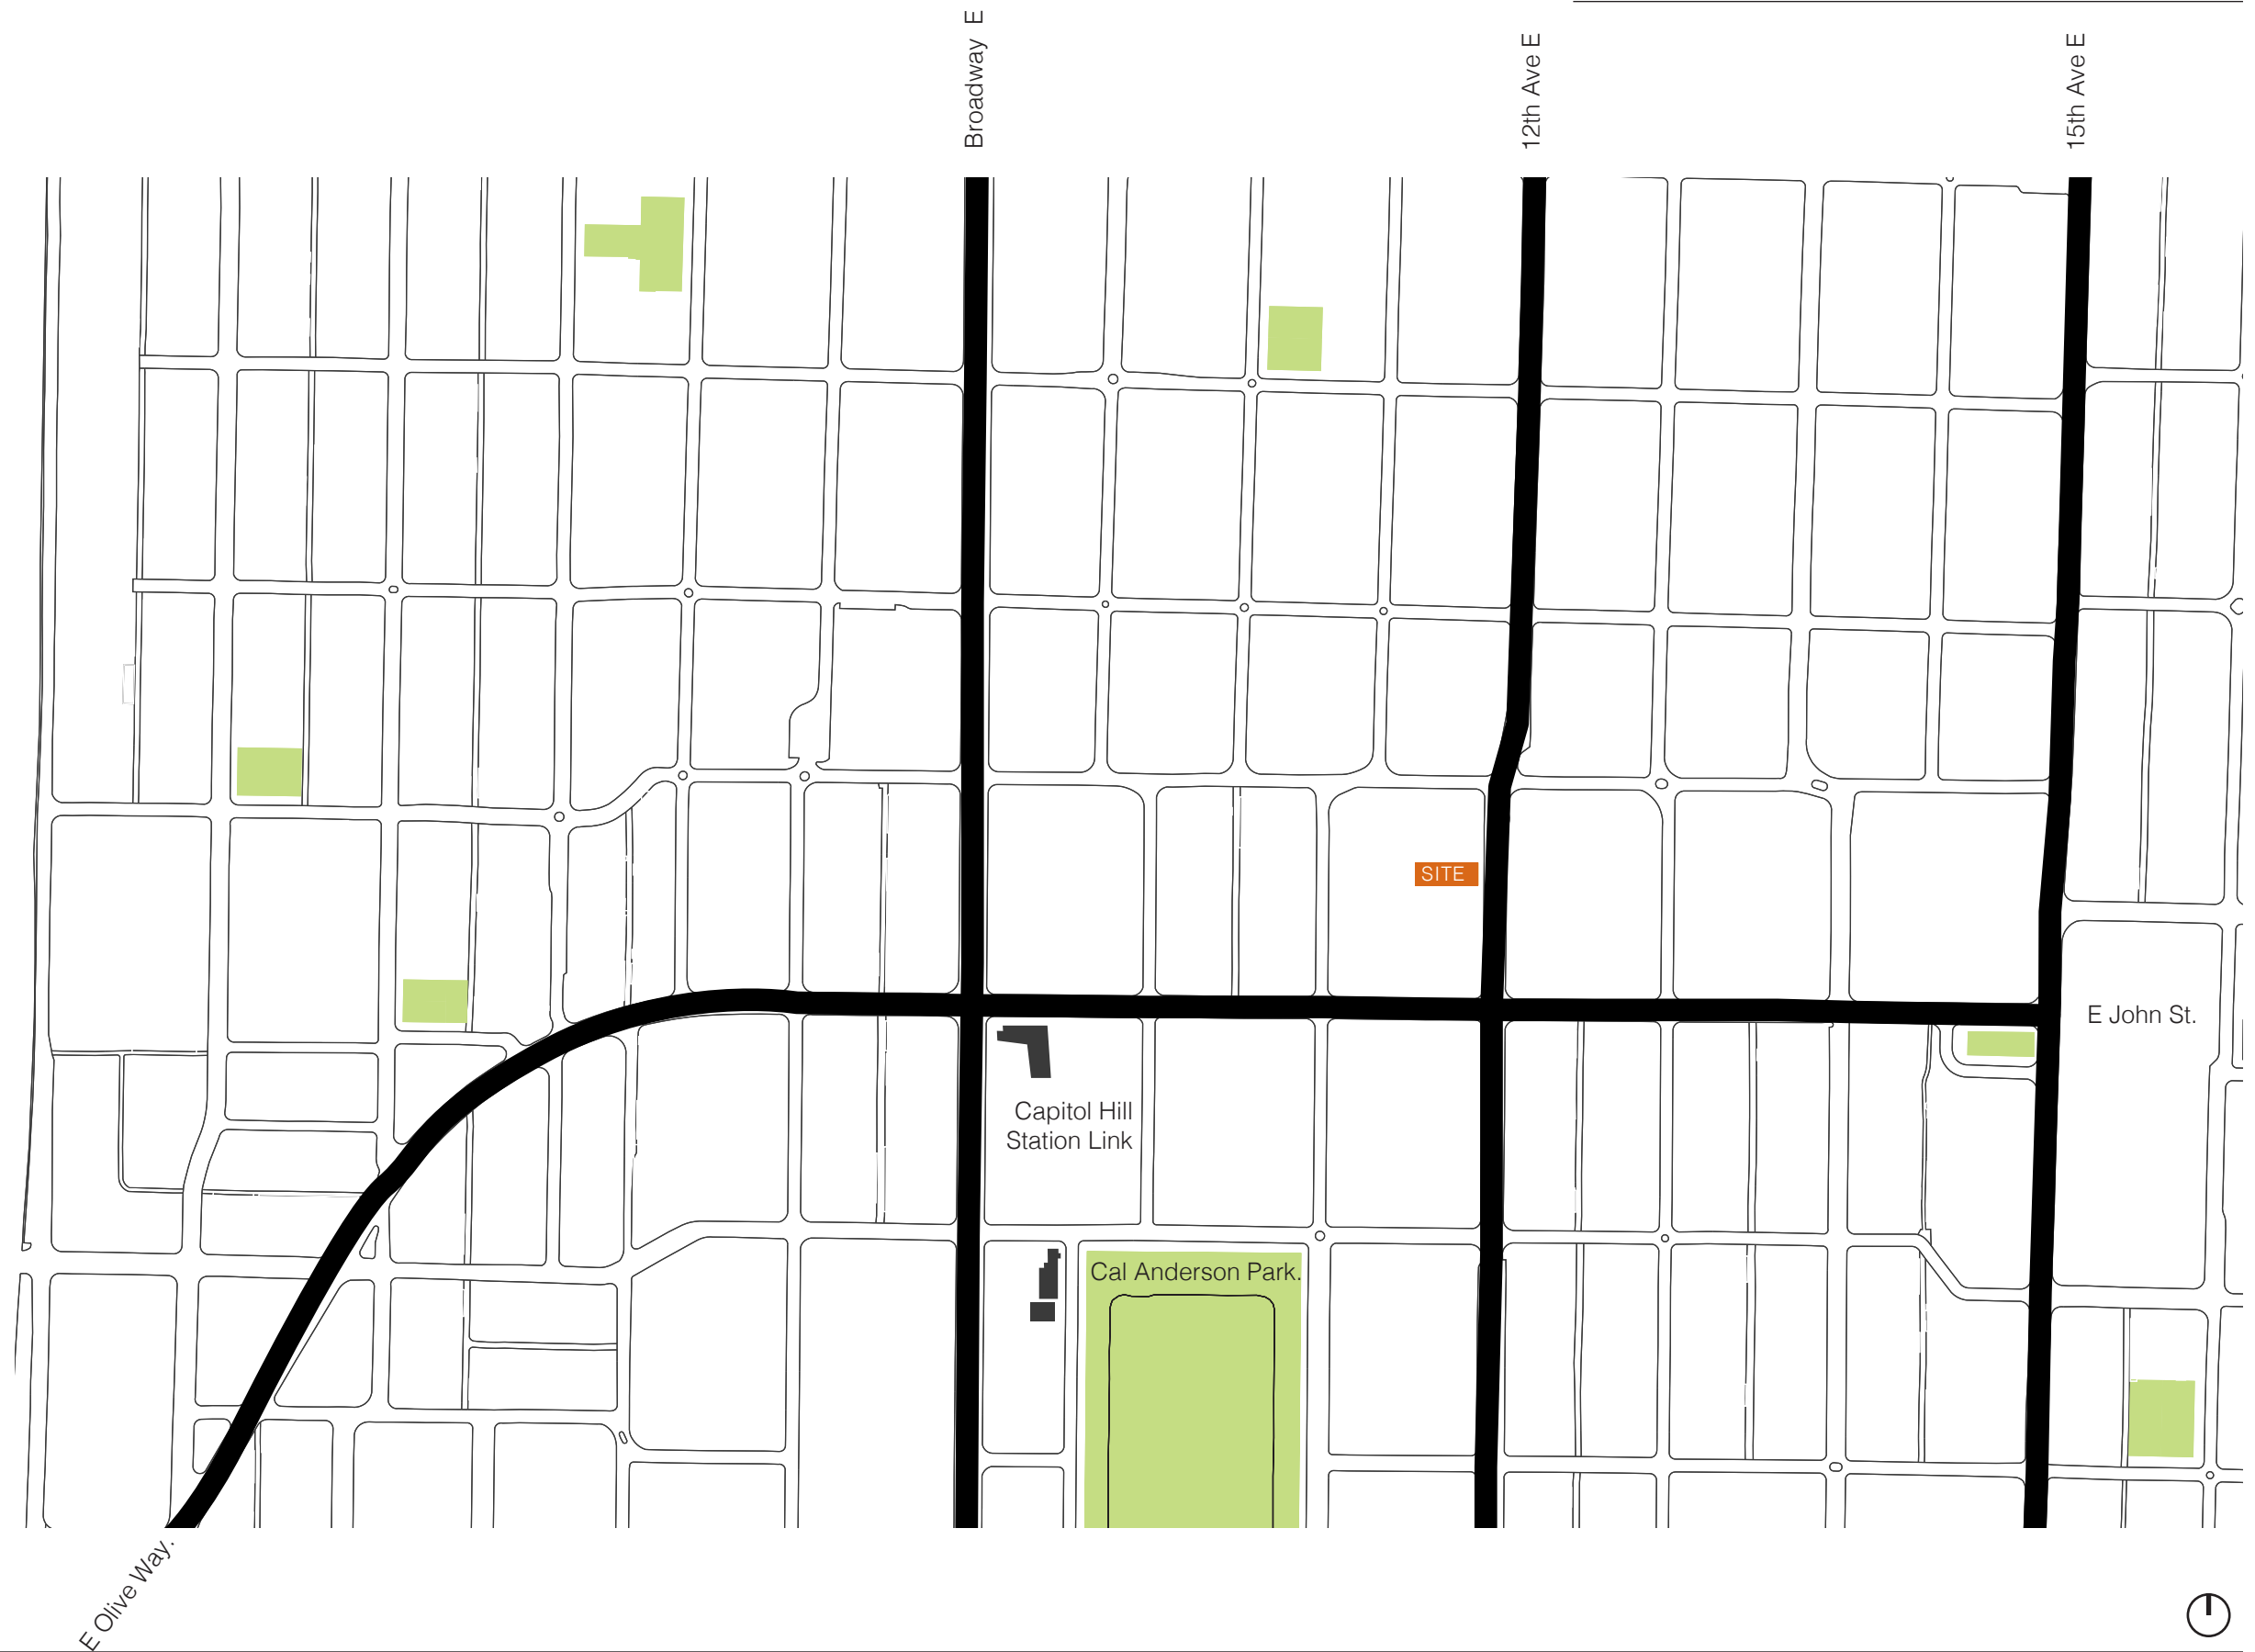 Broadway E
12th Ave E
15th Ave E
SITE
E John St.
Capitol Hill
Station Link
Cal Anderson Park.
E Olive Way.